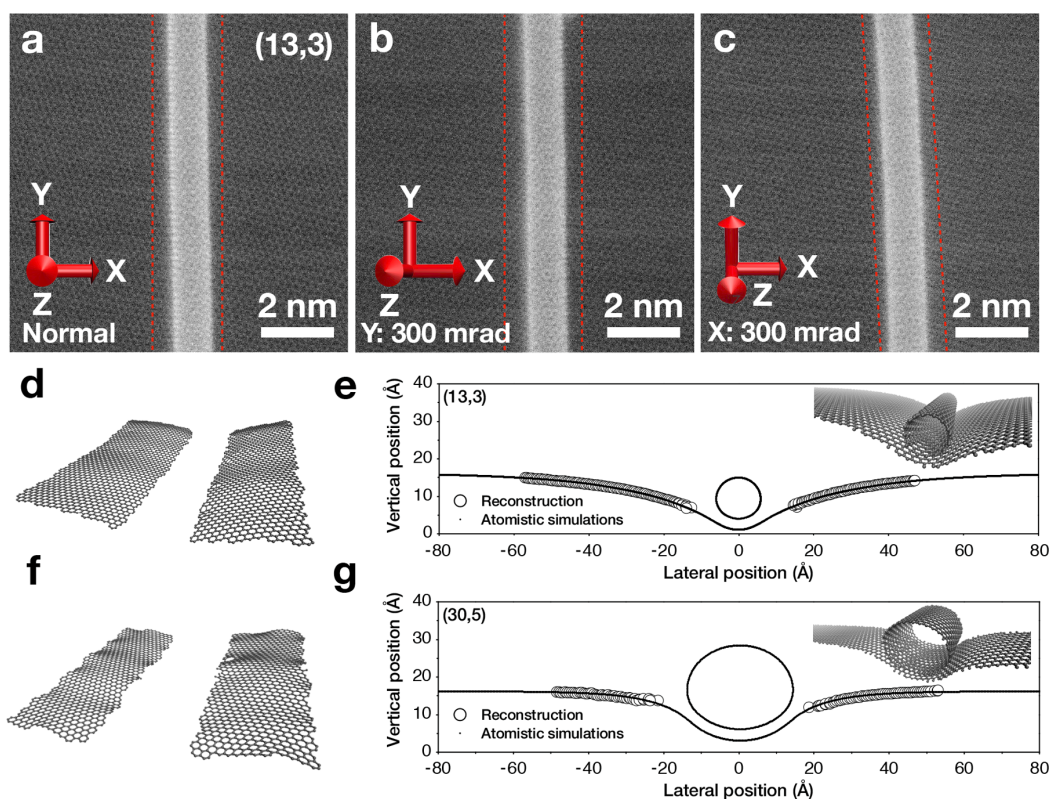 a
(13,3)
Y
X
Z
Normal
2 nm
b
Y
X
Z
Y: 300 mrad
2 nm
c
Y
X
Z
X: 300 mrad
2 nm
d
e
(13,3)
Vertical position (Å)
40
30
20
10
0
Reconstruction
Atomistic simulations
-80 -60 -40 -20 0 20 40 60 80
Lateral position (Å)
f
g
(30,5)
Vertical position (Å)
40
30
20
10
0
Reconstruction
Atomistic simulations
-80 -60 -40 -20 0 20 40 60 80
Lateral position (Å)